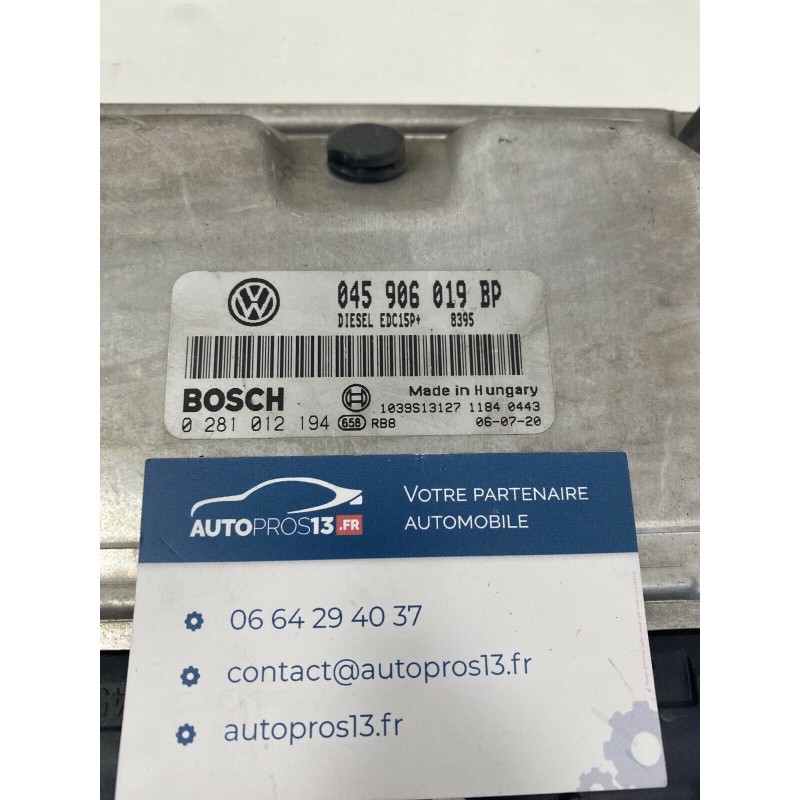 045 906 019 BP
DIESEL EDC15P+ 8395
BOSCH
Made in Hungary
1039S13127 1184 0443
0 281 012 194 658 RB8 06-07-20
AUTOPROS13.FR
VOTRE PARTENAIRE
AUTOMOBILE
06 64 29 40 37
contact@autopros13.fr
autopros13.fr